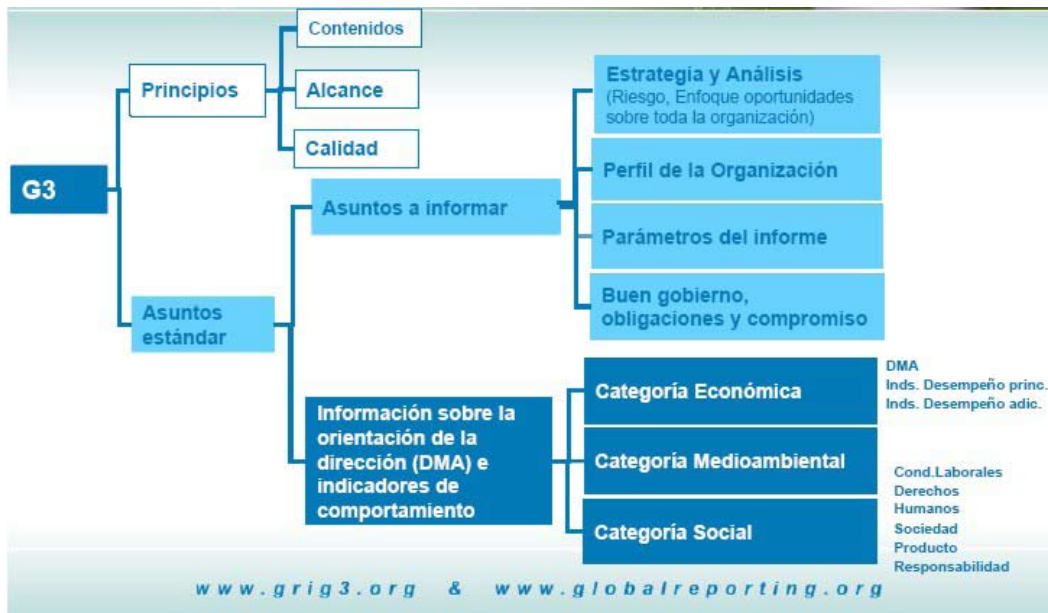 G3
Principios
Contenidos
Alcance
Calidad
Asuntos
estándar
Asuntos a informar
Estrategia y Análisis
(Riesgo, Enfoque oportunidades
sobre toda la organización)
Perfil de la Organización
Parámetros del informe
Buen gobierno,
obligaciones y compromiso
Información sobre la
orientación de la
dirección (DMA) e
indicadores de
comportamiento
Categoría Económica
DMA
Inds. Desempeño princ.
Inds. Desempeño adic.
Categoría Medioambiental
Categoría Social
Cond.Laborales
Derechos
Humanos
Sociedad
Producto
Responsabilidad
www.grig3.org & www.globalreporting.org